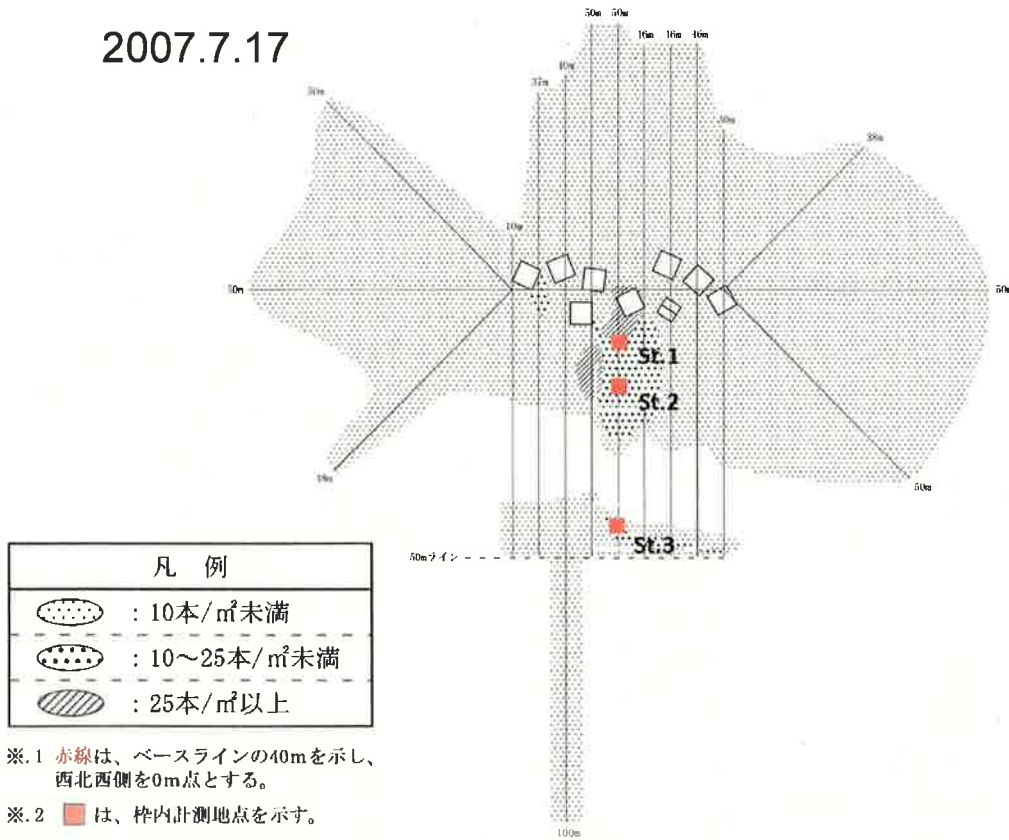 2007.7.17
50m 50m
16m 16m 16m
40m
37m
50m
30m
38m
10m
50m
50m
St.1
St.2
50m
St.3
50mライン
凡 例
：10本/㎡未満
：10～25本/㎡未満
：25本/㎡以上
※.1 赤線は、ベースラインの40mを示し、
西北西側を0m点とする。
※.2 は、枠内計測地点を示す。
100m